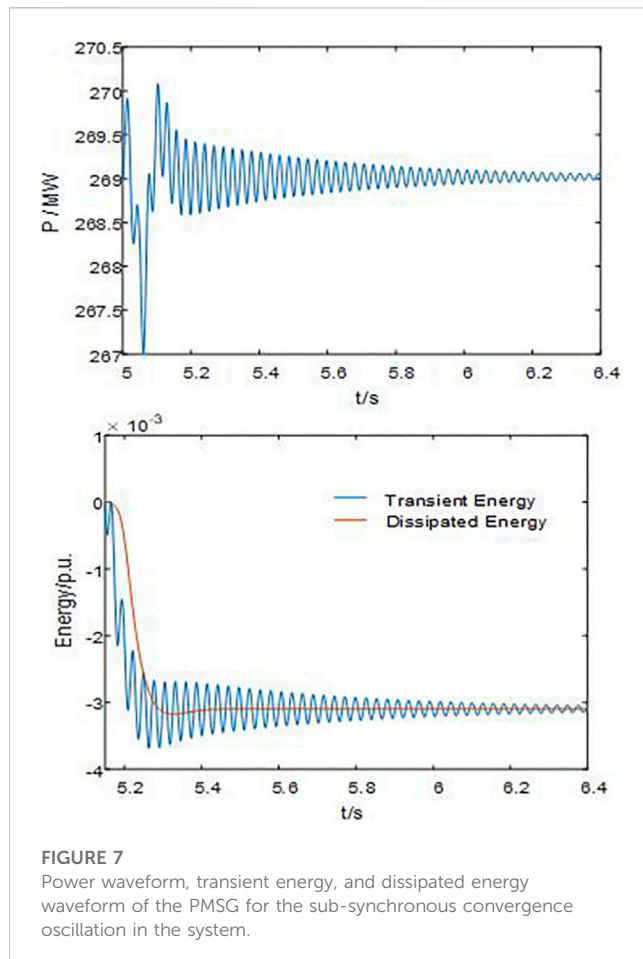 270.5
270
269.5
269
268.5
268
267.5
267
P / MW
5 5.2 5.4 5.6 5.8 6 6.2 6.4
t/s
× 10-3
1
0
-1
-2
-3
-4
Energy/p.u.
Transient Energy
Dissipated Energy
5.2 5.4 5.6 5.8 6 6.2 6.4
t/s
FIGURE 7
Power waveform, transient energy, and dissipated energy
waveform of the PMSG for the sub-synchronous convergence
oscillation in the system.